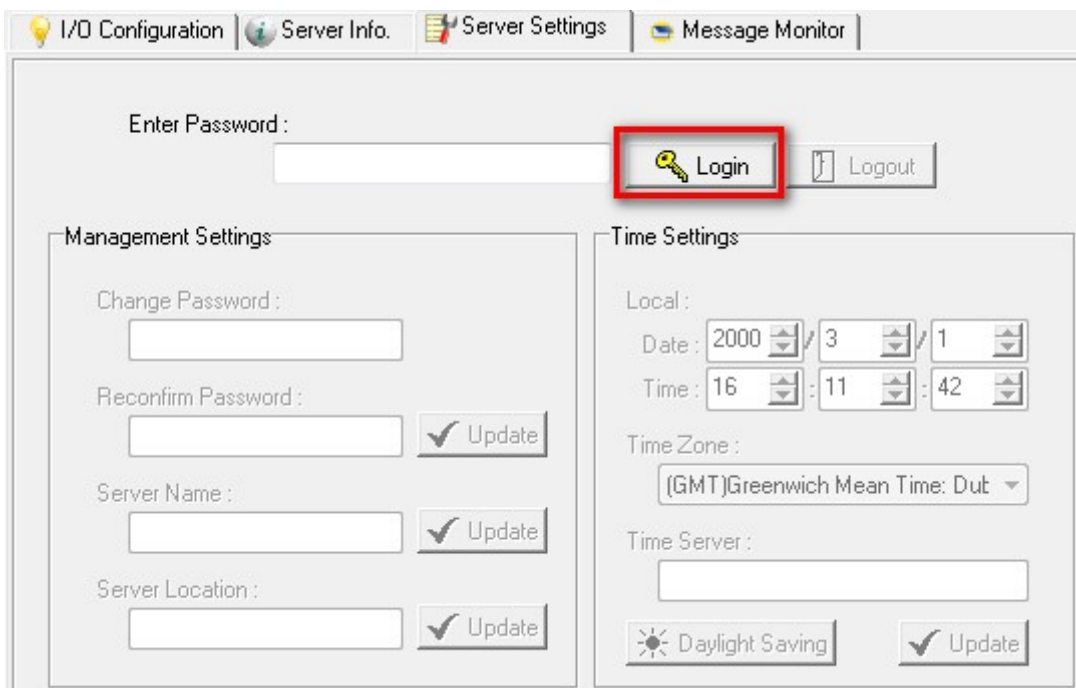 I/O Configuration Server Info. Server Settings Message Monitor
Enter Password :
Login Logout
Management Settings
Change Password :
Reconfirm Password :
Update
Server Name :
Update
Server Location :
Update
Time Settings
Local :
Date : 2000 / 3 / 1
Time : 16 : 11 : 42
Time Zone :
(GMT)Greenwich Mean Time: Dub
Time Server :
Daylight Saving Update